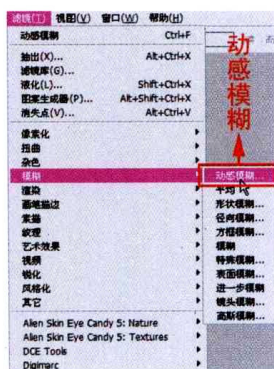 滤镜(T) 视图(V) 窗口(W) 帮助(H)
动感模糊 Ctrl+F
抽出(X)... Alt+Ctrl+X
滤镜库(G)...
液化(L)... Shift+Ctrl+X
图案生成器(P)... Alt+Shift+Ctrl+X
消失点(V)... Alt+Ctrl+V
像素化
扭曲
杂色
模糊
渲染
画笔描边
素描
纹理
艺术效果
视频
锐化
风格化
其它
Alien Skin Eye Candy 5: Nature
Alien Skin Eye Candy 5: Textures
DCE Tools
Digimarc
动感模糊
动感模糊...
平均
形状模糊...
径向模糊...
方框模糊...
模糊
特殊模糊...
表面模糊...
进一步模糊
镜头模糊...
高斯模糊...